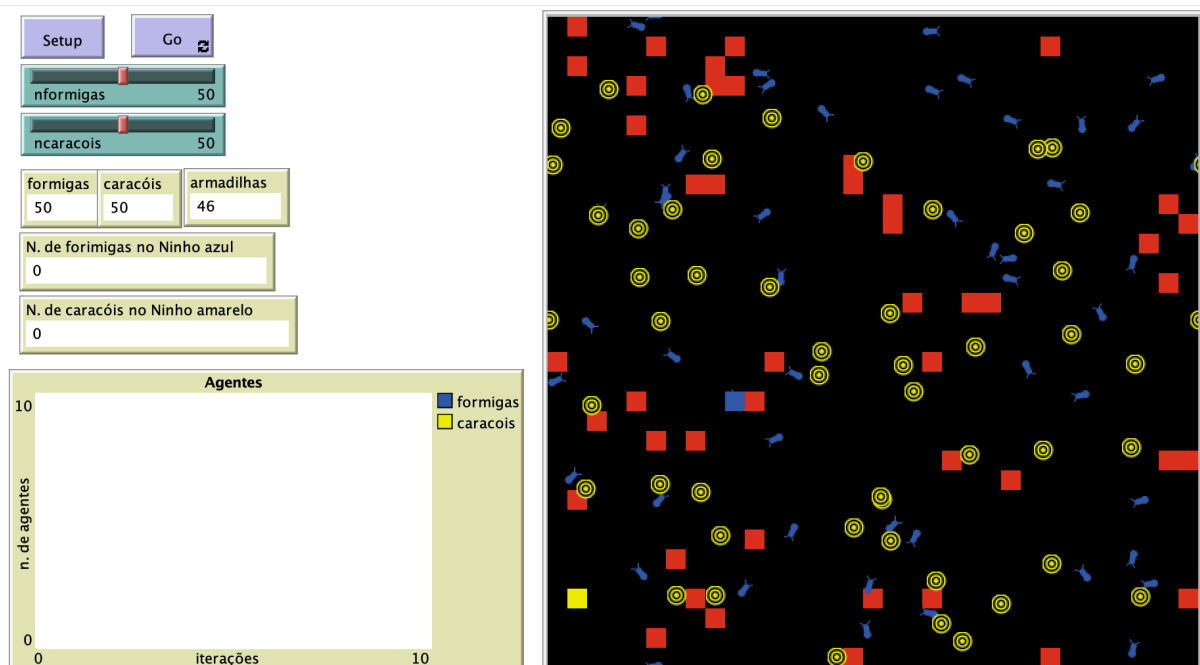 Setup
Go
nformigas 50
ncaracois 50
formigas
50
caracóis
50
armadilhas
46
N. de forimigas no Ninho azul
0
N. de caracóis no Ninho amarelo
0
Agentes
10
n. de agentes
0
0
iterações
10
formigas
caracois